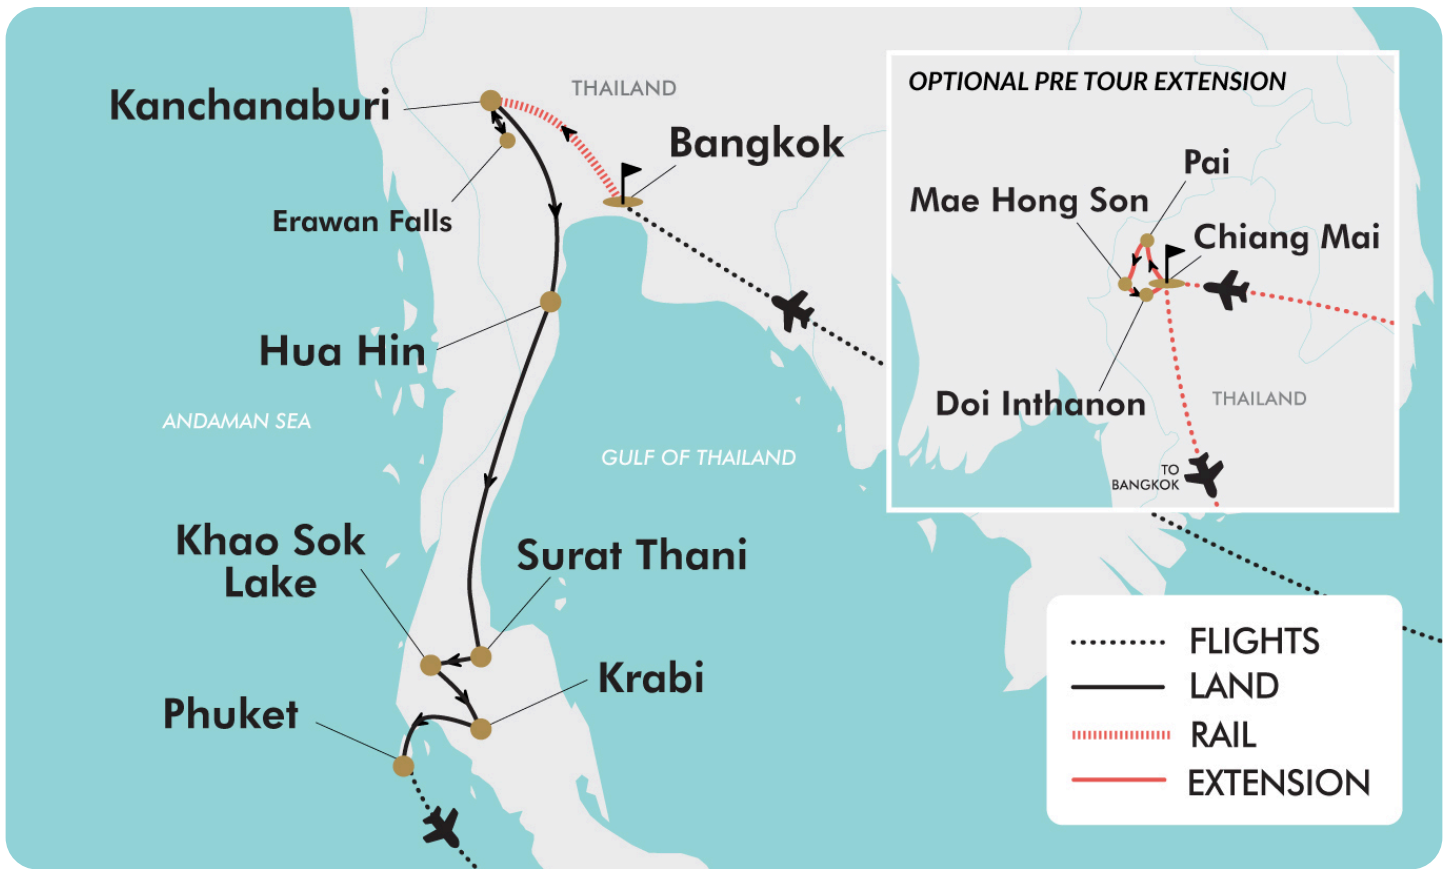 THAILAND
Kanchanaburi
Bangkok
Erawan Falls
Hua Hin
ANDAMAN SEA
GULF OF THAILAND
Khao Sok
Lake
Surat Thani
Krabi
Phuket
OPTIONAL PRE TOUR EXTENSION
Pai
Mae Hong Son
Chiang Mai
Doi Inthanon
THAILAND
TO
BANGKOK
FLIGHTS
LAND
RAIL
EXTENSION